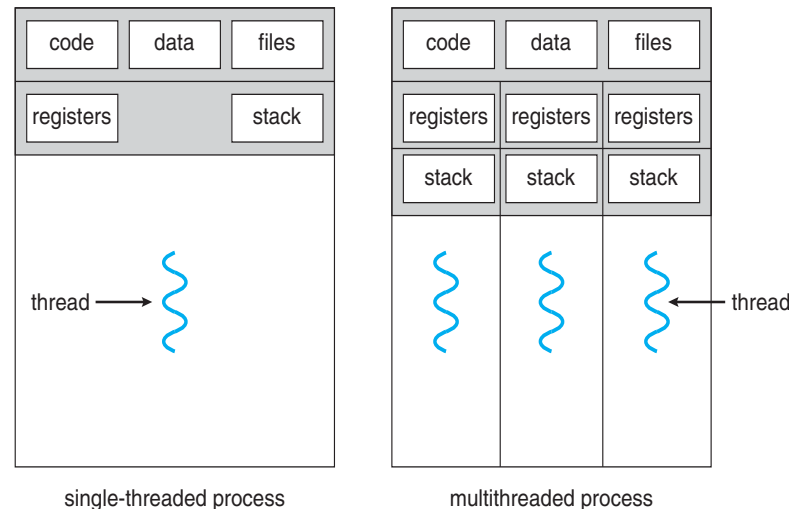 code data files
registers stack
thread
single-threaded process
code data files
registers registers registers
stack stack stack
thread
multithreaded process